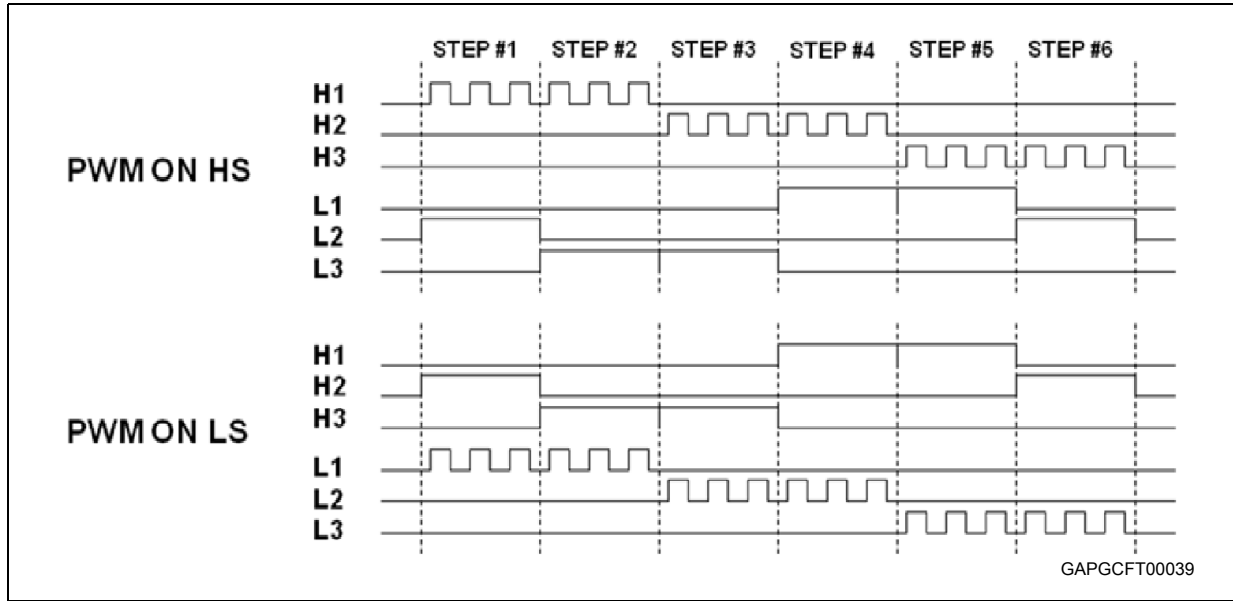 STEP #1 STEP #2 STEP #3 STEP #4 STEP #5 STEP #6
H1
H2
H3
PWM ON HS
L1
L2
L3
H1
H2
H3
PWM ON LS
L1
L2
L3
GAPGCFT00039